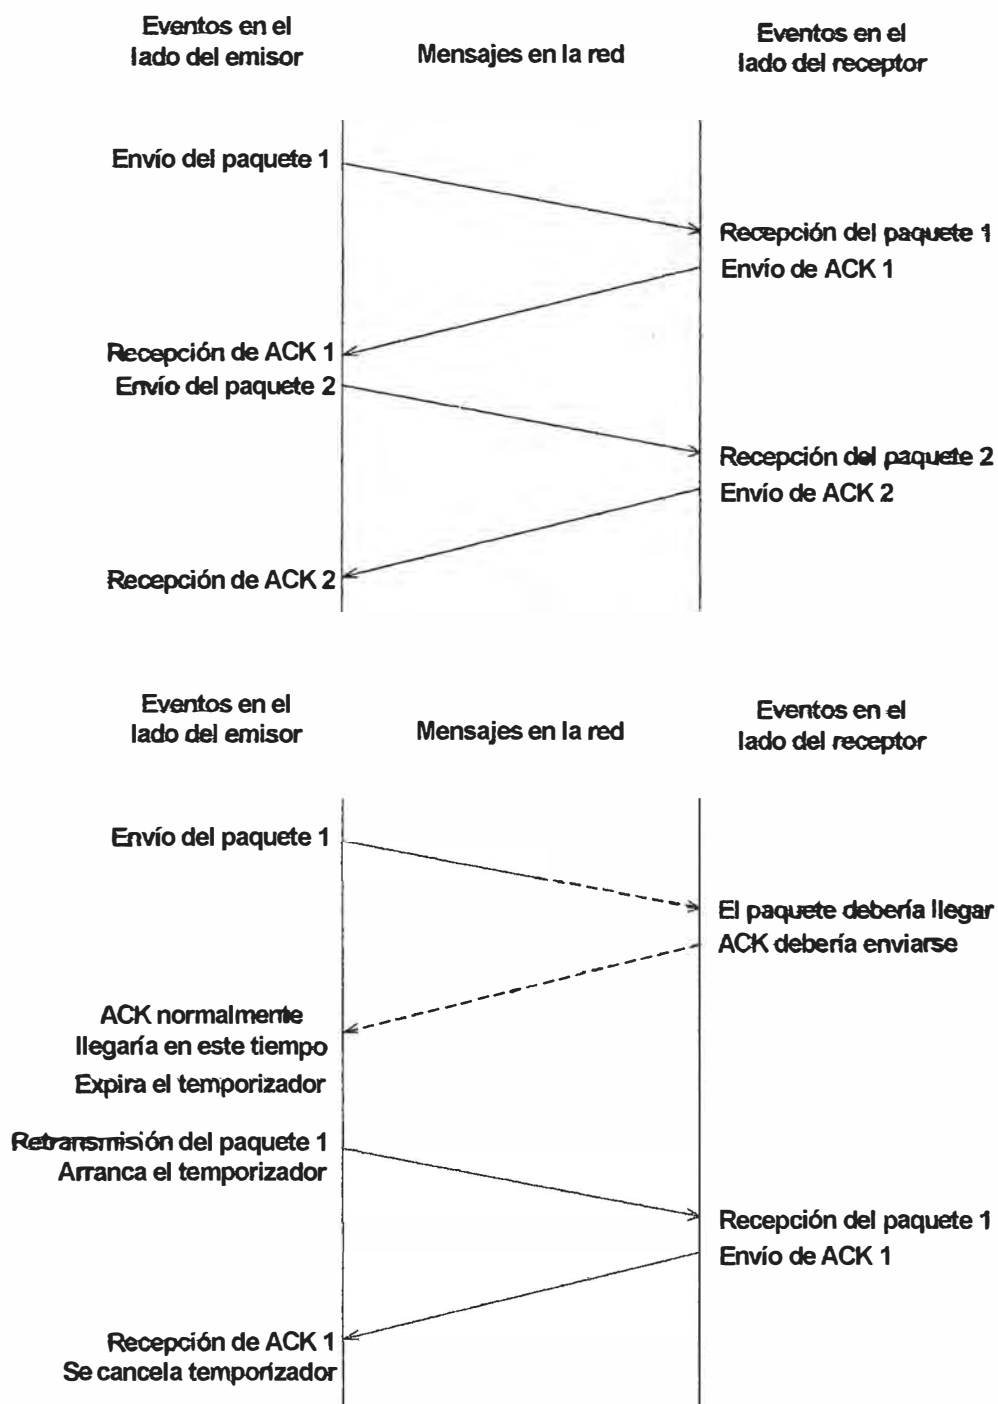 Eventos en el
lado del emisor
Mensajes en la red
Eventos en el
lado del receptor
Envío del paquete 1
Recepción del paquete 1
Envío de ACK 1
Recepción de ACK 1
Envío del paquete 2
Recepción del paquete 2
Envío de ACK 2
Recepción de ACK 2
Eventos en el
lado del emisor
Mensajes en la red
Eventos en el
lado del receptor
Envío del paquete 1
El paquete debería llegar
ACK debería enviarse
ACK normalmente
llegaría en este tiempo
Expira el temporizador
Retransmisión del paquete 1
Arranca el temporizador
Recepción del paquete 1
Envío de ACK 1
Recepción de ACK 1
Se cancela temporizador